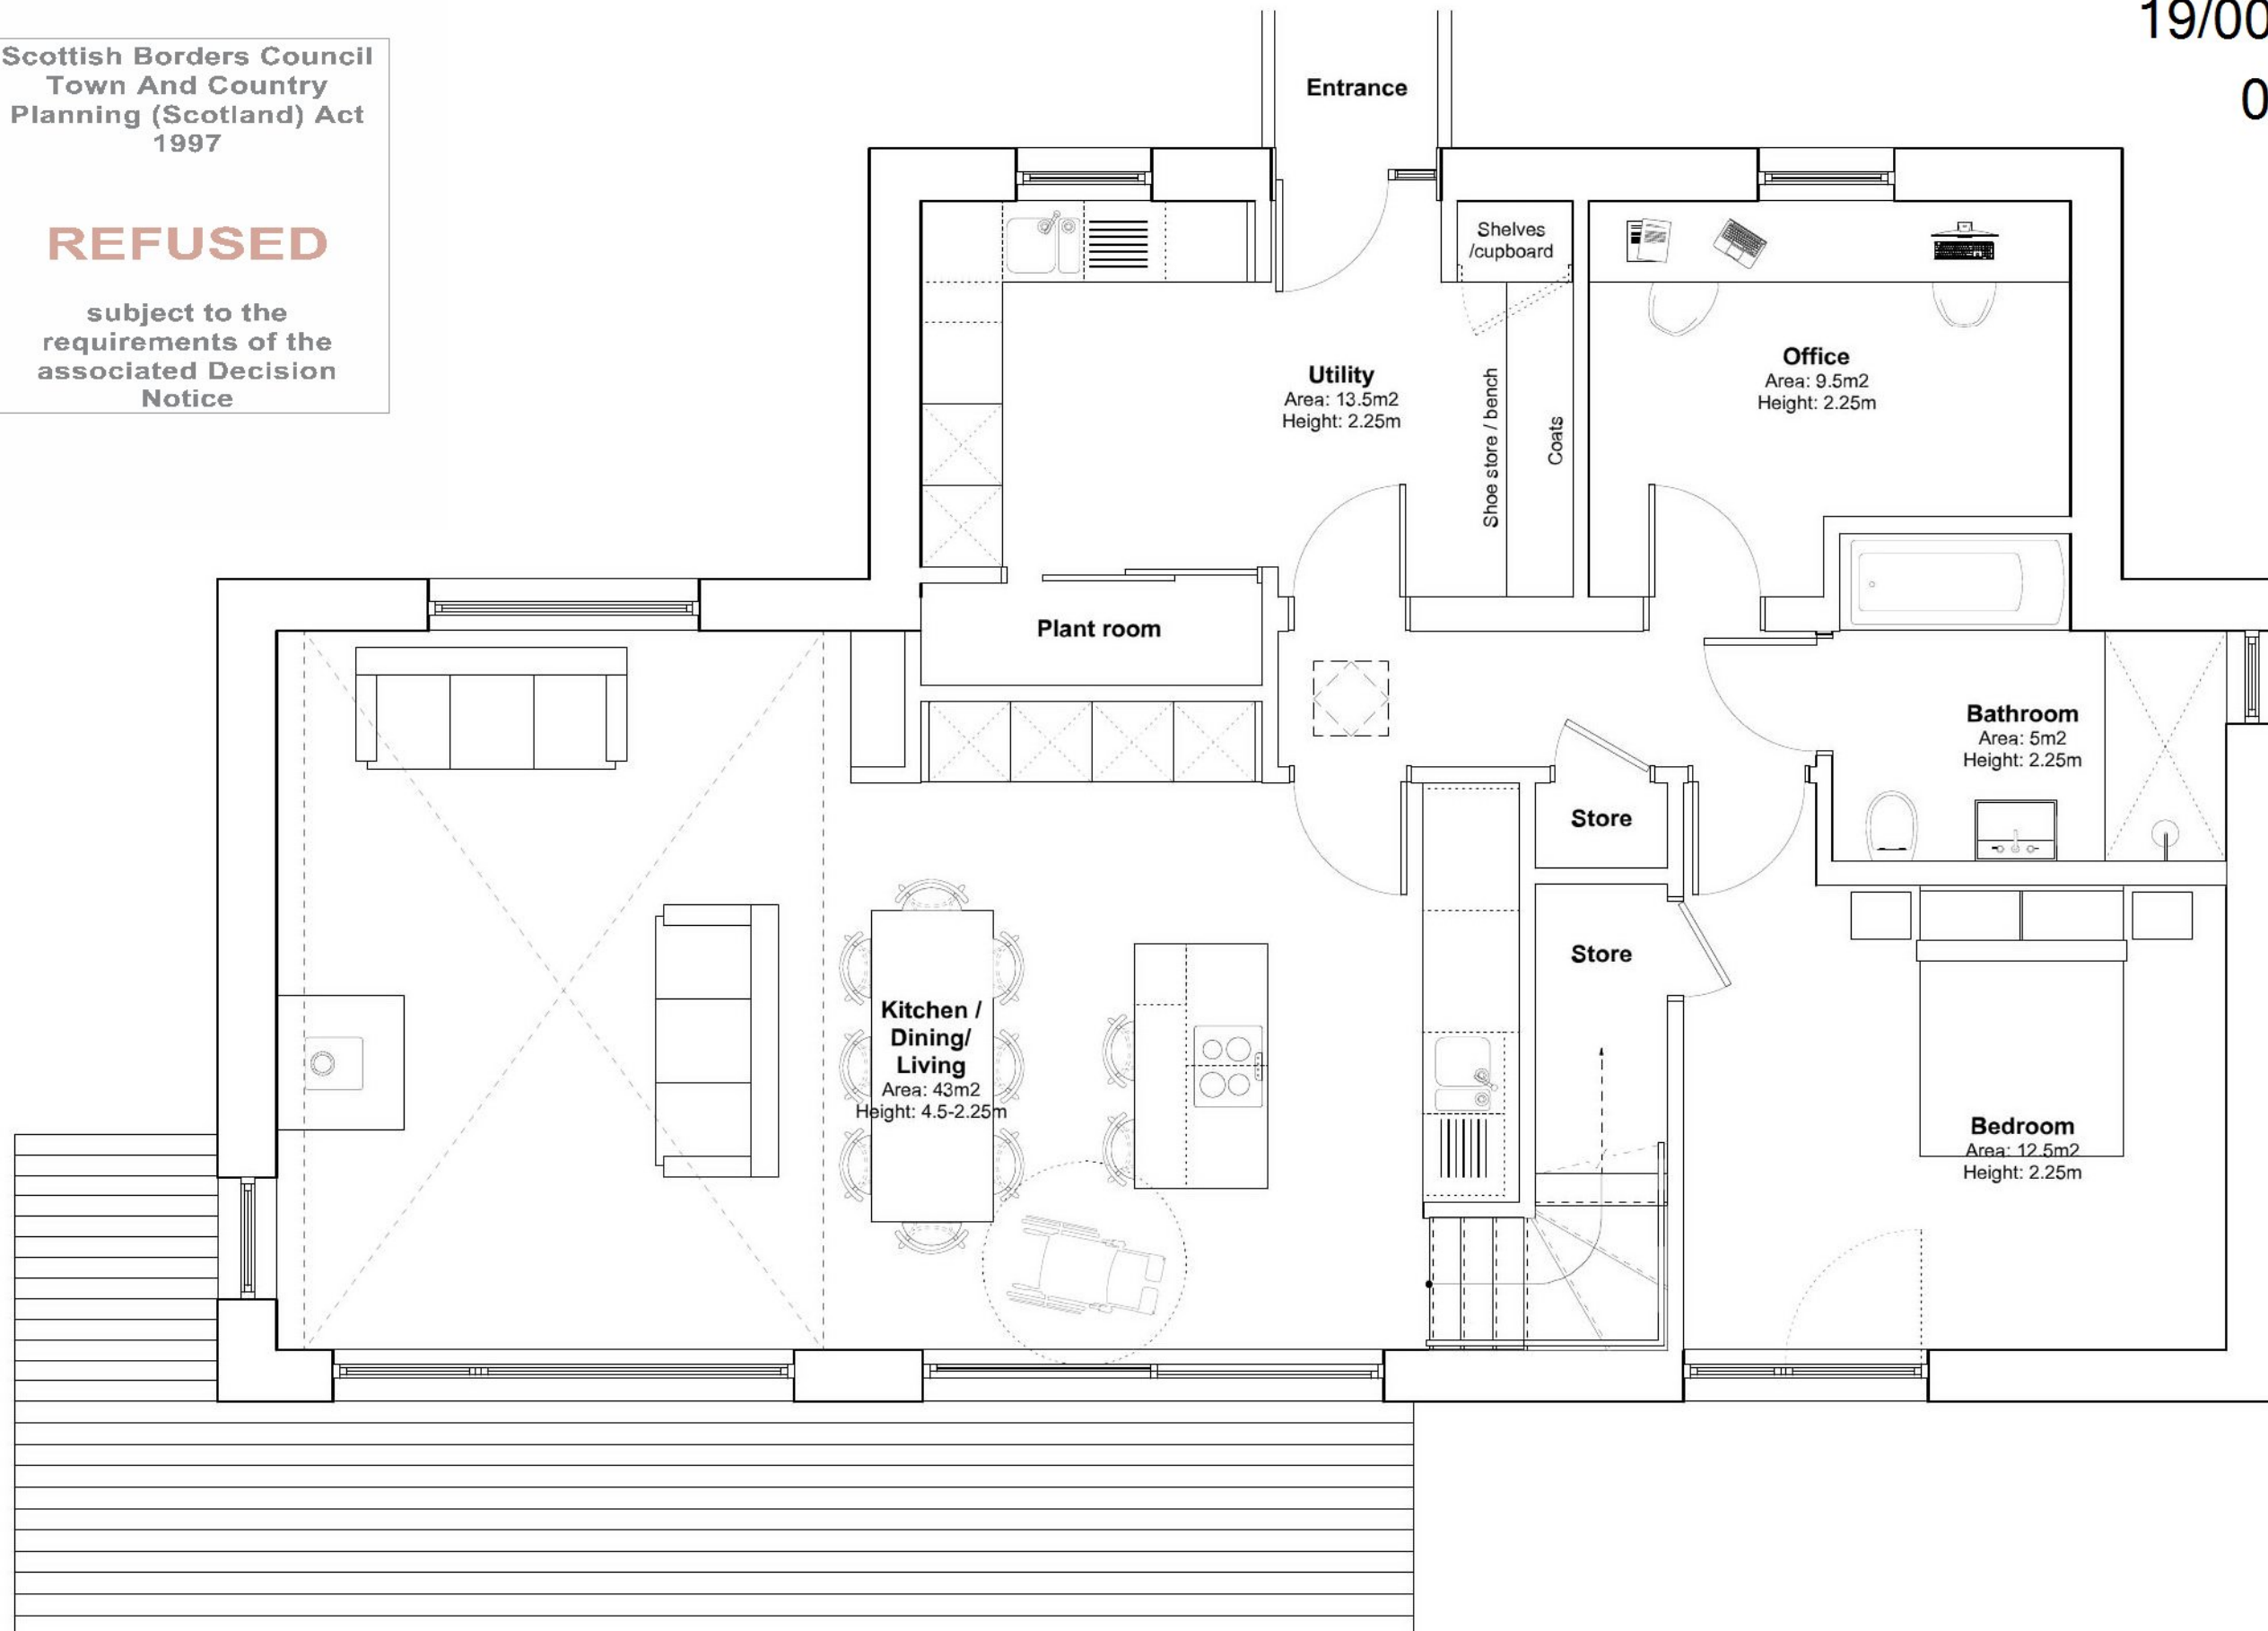 19/00
0
Scottish Borders Council
Town And Country
Planning (Scotland) Act
1997
REFUSED
subject to the
requirements of the
associated Decision
Notice
Entrance
Shelves
/cupboard
Utility
Area: 13.5m2
Height: 2.25m
Shoe store / bench
Coats
Office
Area: 9.5m2
Height: 2.25m
Plant room
Bathroom
Area: 5m2
Height: 2.25m
Store
Store
Kitchen /
Dining/
Living
Area: 43m2
Height: 4.5-2.25m
Bedroom
Area: 12.5m2
Height: 2.25m